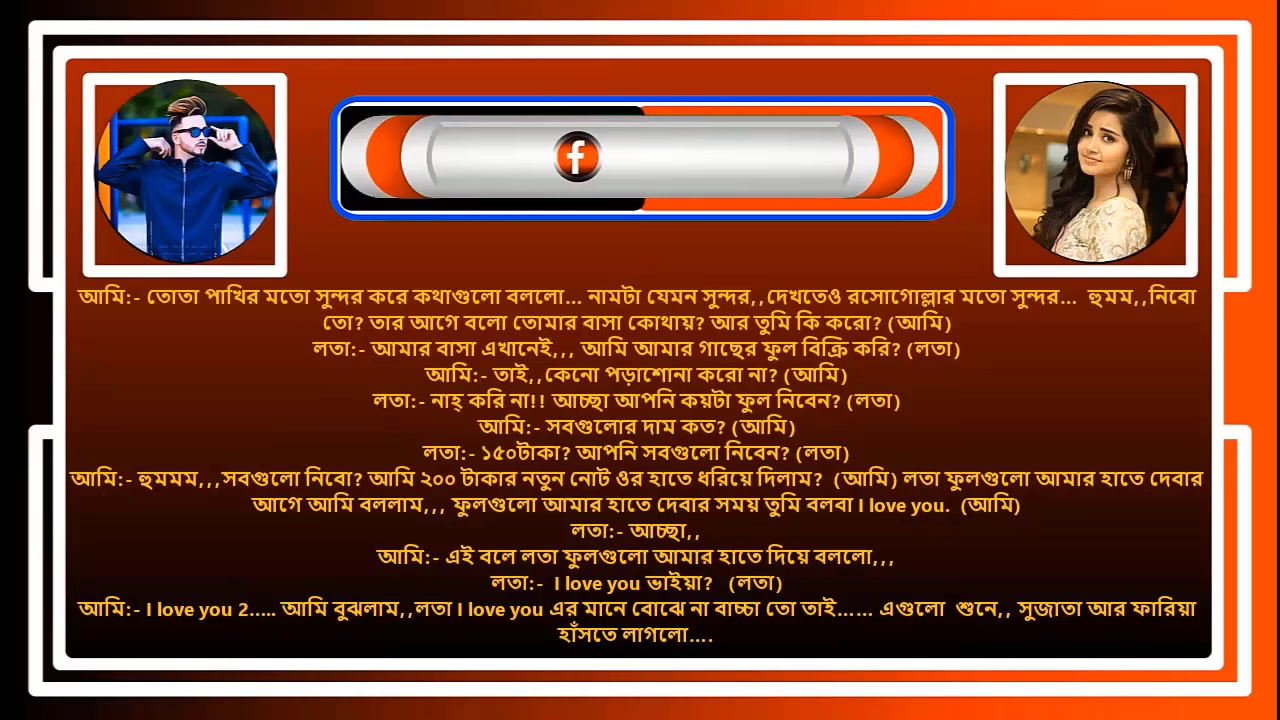 আমি:- তোতা পাখির মতো সুন্দর করে কথাগুলো বললো... নামটা যেমন সুন্দর,,দেখতেও রসোগোল্লার মতো সুন্দর... হুমম,,নিবো
তো? তার আগে বলো তোমার বাসা কোথায়? আর তুমি কি করো? (আমি)
লতা:- আমার বাসা এখানেই,,, আমি আমার গাছের ফুল বিক্রি করি? (লতা)
আমি:- তাই,,কেনো পড়াশোনা করো না? (আমি)
লতা:- নাহ্ করি না!! আচ্ছা আপনি কয়টা ফুল নিবেন? (লতা)
আমি:- সবগুলোর দাম কত? (আমি)
লতা:- ১৫০টাকা? আপনি সবগুলো নিবেন? (লতা)
আমি:- হুমমম,,,সবগুলো নিবো? আমি ২০০ টাকার নতুন নোট ওর হাতে ধরিয়ে দিলাম? (আমি) লতা ফুলগুলো আমার হাতে দেবার
আগে আমি বললাম,,, ফুলগুলো আমার হাতে দেবার সময় তুমি বলবা I love you. (আমি)
লতা:- আচ্ছা,,
আমি:- এই বলে লতা ফুলগুলো আমার হাতে দিয়ে বললো,,,
লতা:- I love you ভাইয়া? (লতা)
আমি:- I love you 2..... আমি বুঝলাম,,লতা I love you এর মানে বোঝে না বাচ্চা তো তাই...... এগুলো শুনে,, সুজাতা আর ফারিয়া
হাঁসতে লাগলো....